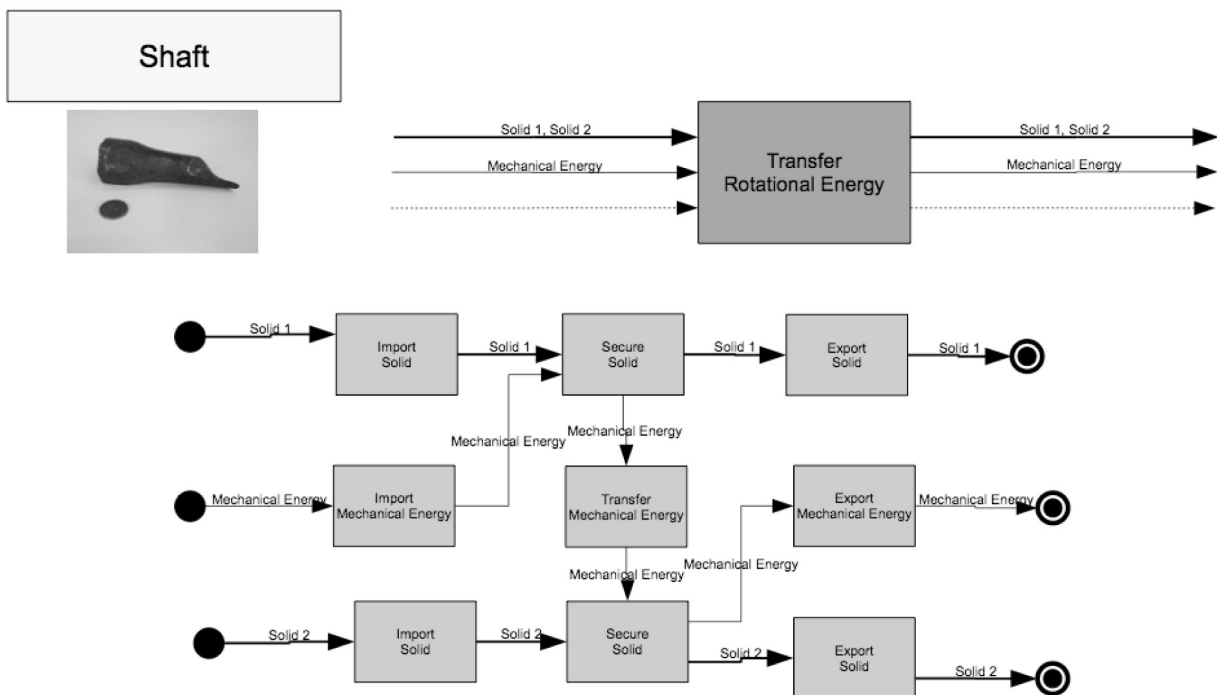 Shaft
Solid 1, Solid 2
Mechanical Energy
Transfer
Rotational Energy
Solid 1, Solid 2
Mechanical Energy
Solid 1
Import
Solid
Solid 1
Secure
Solid
Solid 1
Export
Solid
Solid 1
Mechanical Energy
Mechanical Energy
Mechanical Energy
Import
Mechanical Energy
Transfer
Mechanical Energy
Export
Mechanical Energy
Mechanical Energy
Mechanical Energy
Mechanical Energy
Solid 2
Import
Solid
Solid 2
Secure
Solid
Solid 2
Export
Solid
Solid 2